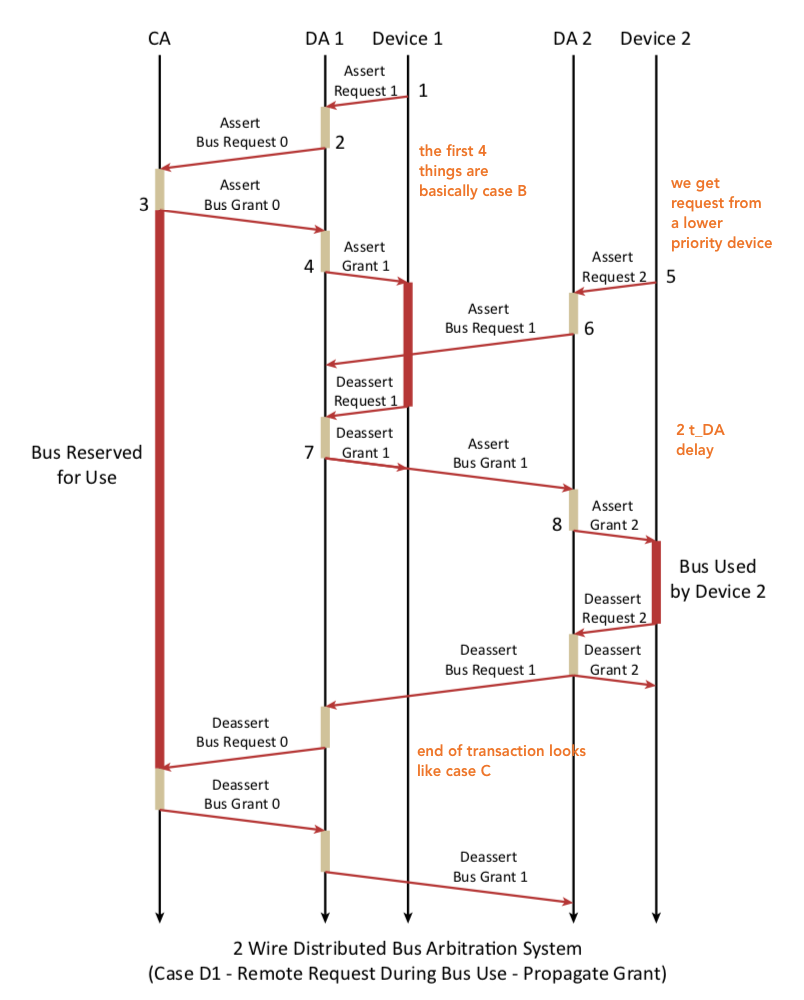 CA
DA 1
Device 1
DA 2
Device 2
Assert
Request 1
1
Assert
Bus Request 0
2
the first 4
things are
basically case B
Assert
Bus Grant 0
3
we get
request from
a lower
priority device
Assert
Grant 1
4
Assert
Request 2
5
Assert
Bus Request 1
6
Deassert
Request 1
Deassert
Grant 1
7
Assert
Bus Grant 1
2 t_DA
delay
Bus Reserved
for Use
Assert
Grant 2
8
Bus Used
by Device 2
Deassert
Request 2
Deassert
Bus Request 1
Deassert
Grant 2
Deassert
Bus Request 0
end of transaction looks
like case C
Deassert
Bus Grant 0
Deassert
Bus Grant 1
2 Wire Distributed Bus Arbitration System
(Case D1 - Remote Request During Bus Use - Propagate Grant)